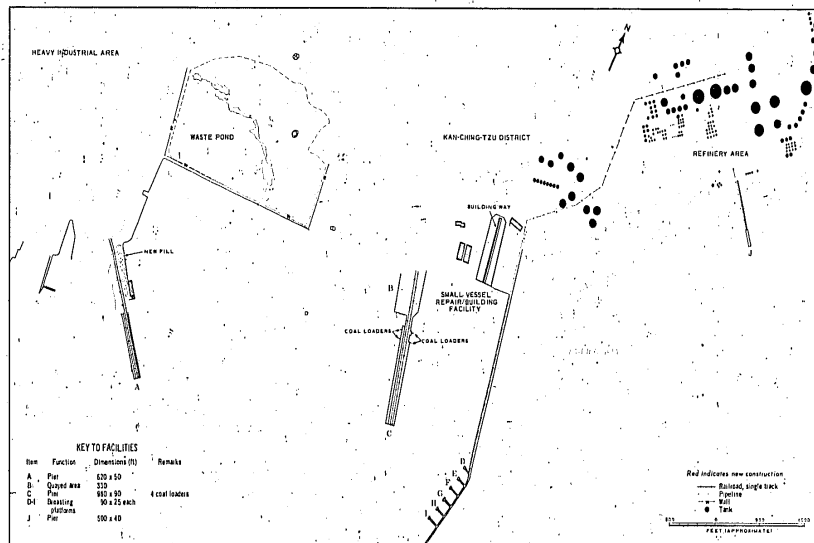 HEAVY INDUSTRIAL AREA
N
WASTE POND
KAN-CHING-TZU DISTRICT
REFINERY AREA
BUILDING WAY
J
NEW FILL
B
SMALL VESSEL
REPAIR/BUILDING
FACILITY
COAL LOADERS
COAL LOADERS
A
C
D
E
F
G
H
I
KEY TO FACILITIES
Item Function Dimensions (ft) Remarks
A Pier 620 x 50
B Quayed area 330
C Pier 980 x 90 4 coal loaders
D-I Breasting platforms 90 x 25 each
J Pier 500 x 40
Red indicates new construction
Railroad, single track
Pipeline
Wall
Tank
0
FEET (APPROXIMATE)